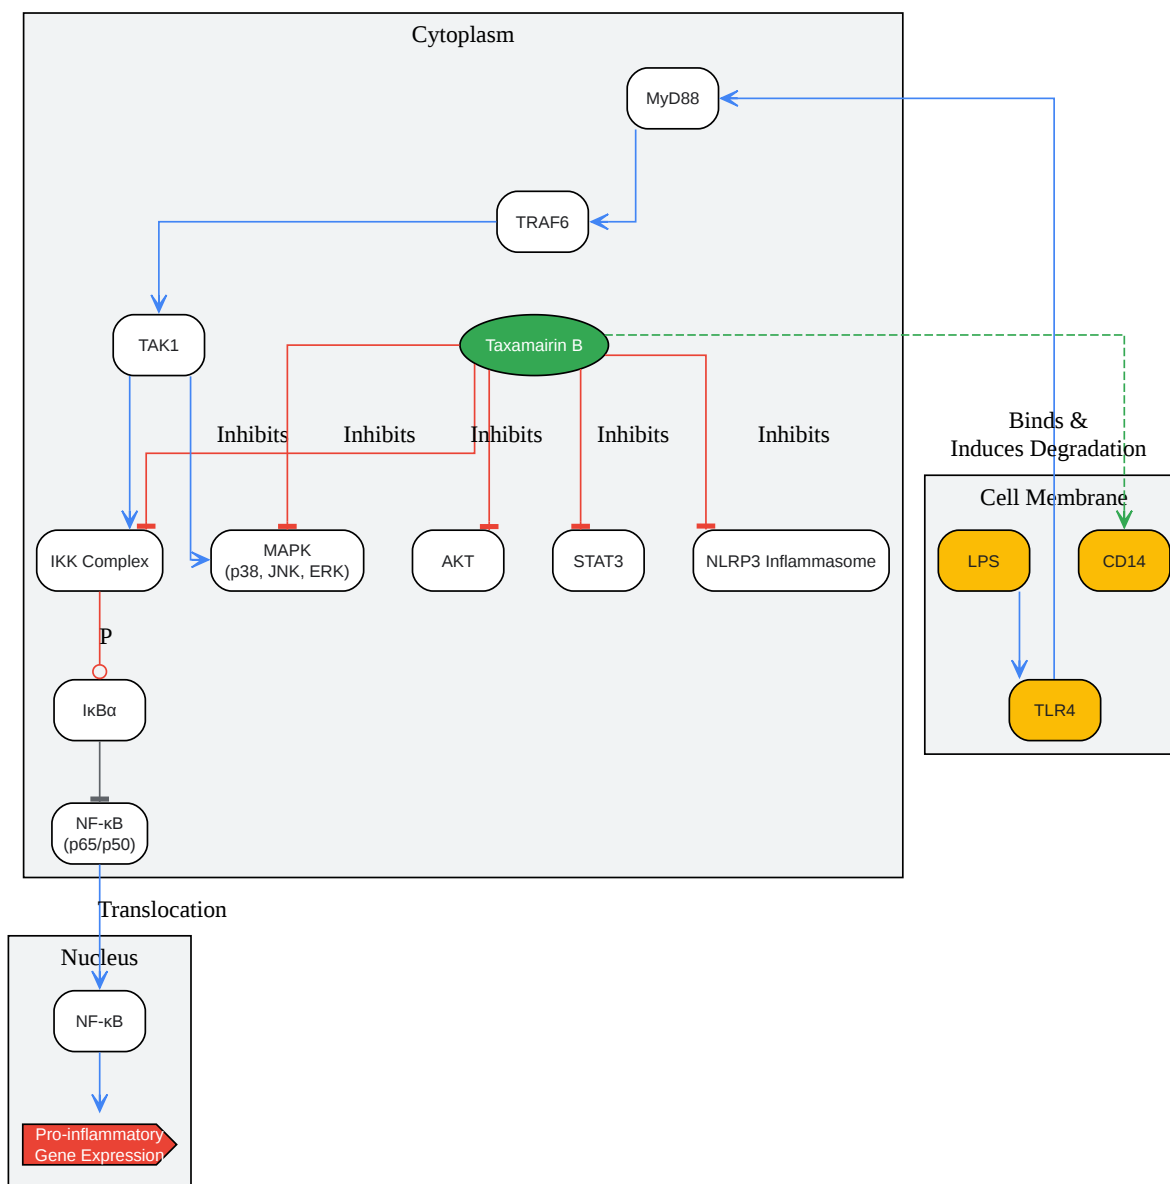 Cytoplasm
MyD88
TRAF6
TAK1
Taxamairin B
Inhibits
Inhibits
Inhibits
Inhibits
Inhibits
Binds &
Induces Degradation
Cell Membrane
IKK Complex
MAPK
(p38, JNK, ERK)
AKT
STAT3
NLRP3 Inflammasome
LPS
CD14
P
IκBα
TLR4
NF-κB
(p65/p50)
Translocation
Nucleus
NF-κB
Pro-inflammatory
Gene Expression